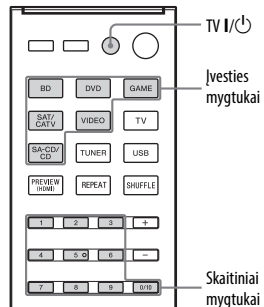 TV I/⏻
BD DVD GAME
Įvesties
mygtukai
SAT/
CATV VIDEO TV
SA-CD/
CD TUNER USB
PREVIEW
(HDMI) REPEAT SHUFFLE
1 2 3 +
4 5 6 −
7 8 9 0/10
Skaitiniai
mygtukai